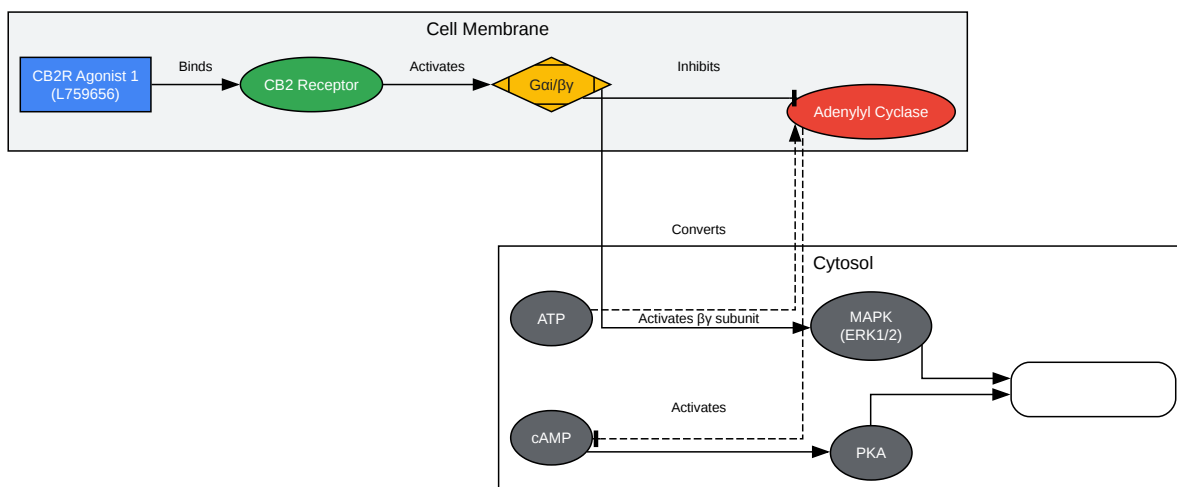 Cell Membrane
CB2R Agonist 1
(L759656)
Binds
CB2 Receptor
Activates
Gαi/βγ
Inhibits
Adenylyl Cyclase
Converts
Cytosol
ATP
Activates βγ subunit
MAPK
(ERK1/2)
Activates
cAMP
PKA